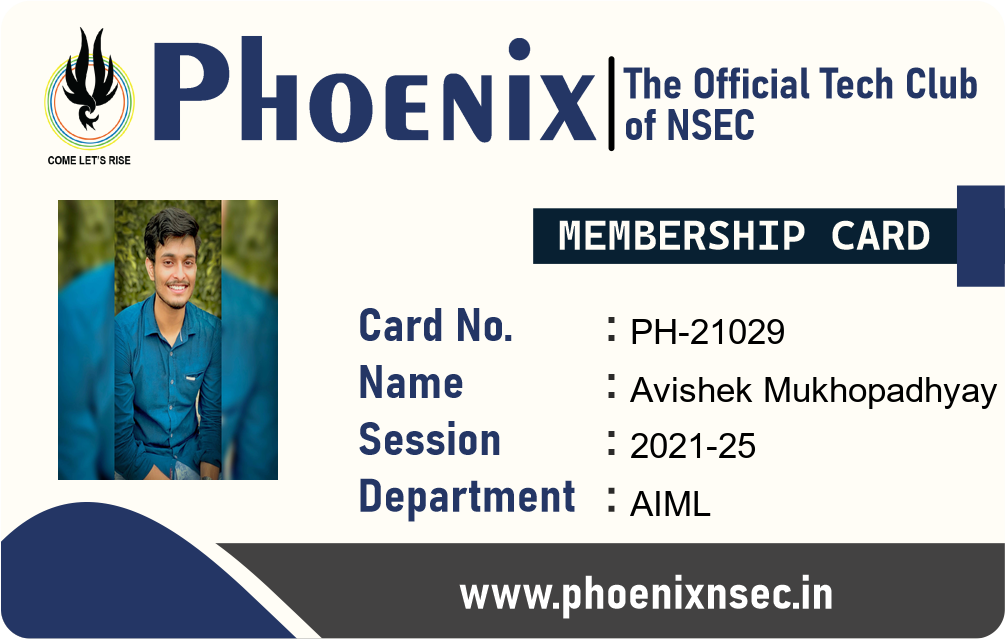 COME LET'S RISE
PHOENIX
The Official Tech Club
of NSEC
MEMBERSHIP CARD
Card No. : PH-21029
Name : Avishek Mukhopadhyay
Session : 2021-25
Department : AIML
www.phoenixnsec.in